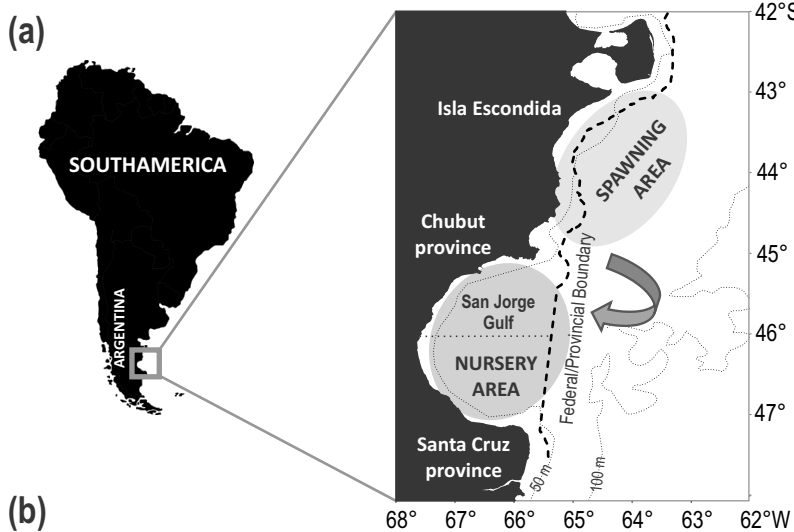 (a)
SOUTHAMERICA
ARGENTINA
Isla Escondida
SPAWNING
AREA
Chubut
province
San Jorge
Gulf
NURSERY
AREA
Federal/Provincial Boundary
Santa Cruz
province
50 m
100 m
42°S
43°
44°
45°
46°
47°
68° 67° 66° 65° 64° 63° 62°W
(b)